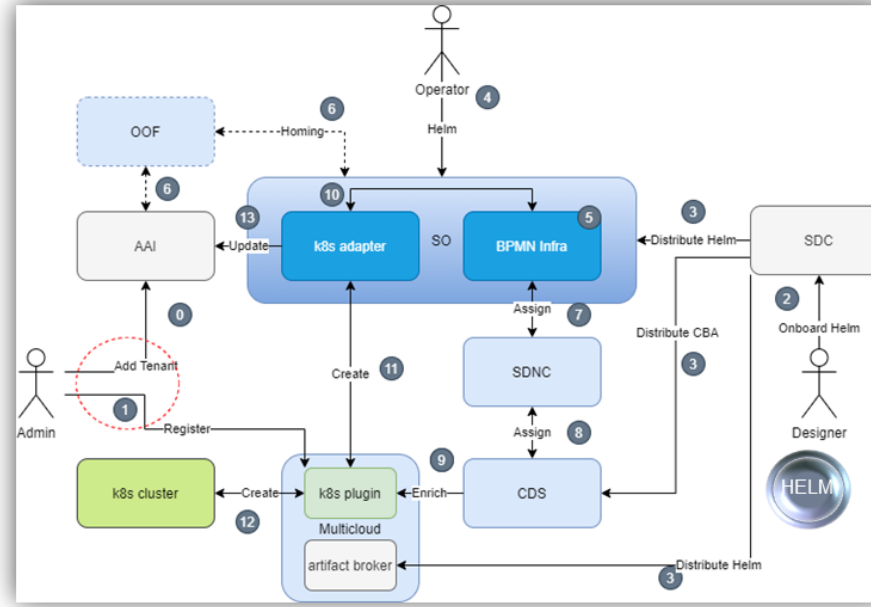 Operator
4
Helm
OOF
6
Homing
6
10
13
AAI
Update
k8s adapter
SO
BPMN Infra
5
3
Distribute Helm
SDC
0
Assign
7
2
Onboard Helm
Distribute CBA
3
Add Tenant
1
Admin
Register
Create
11
SDNC
Assign
8
Designer
9
k8s cluster
Create
12
k8s plugin
Enrich
CDS
HELM
Multicloud
artifact broker
Distribute Helm
3